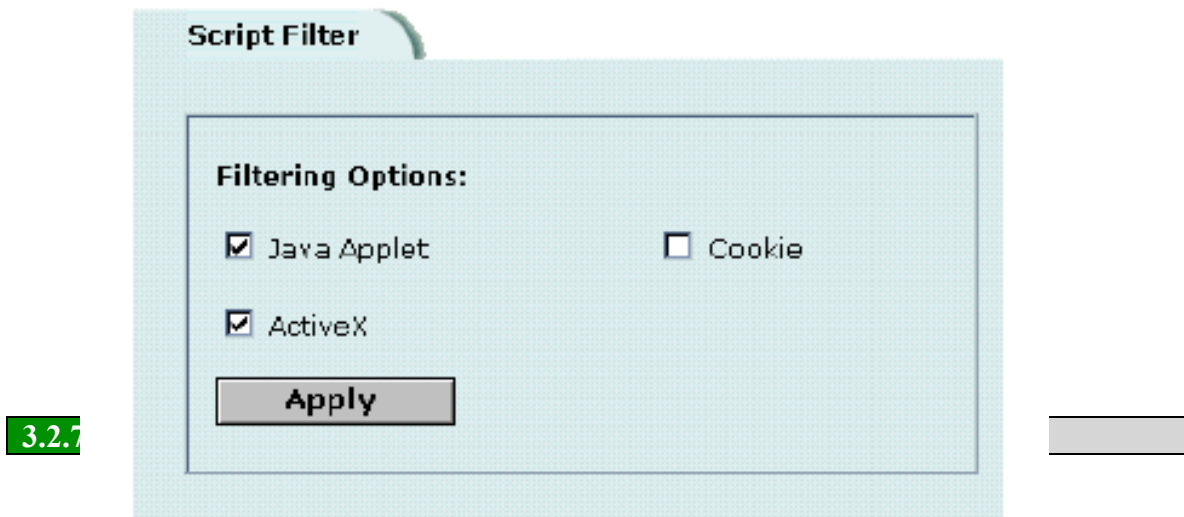 Script Filter
Filtering Options:
Java Applet
Cookie
ActiveX
Apply
3.2.7